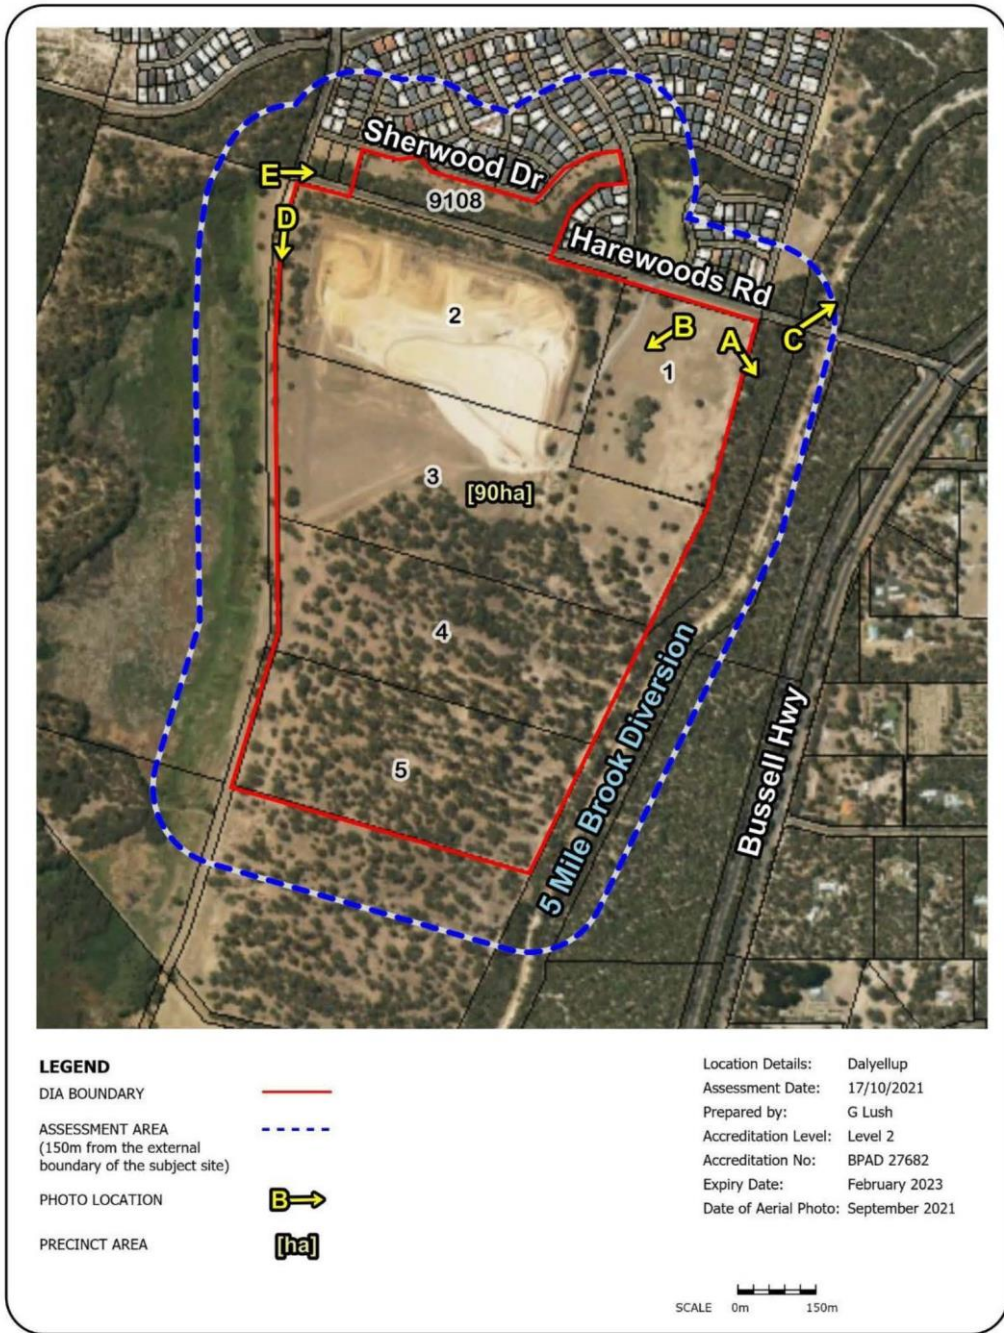 Sherwood Dr
E
9108
D
Harewoods Rd
2
B
A
C
1
3
[90ha]
4
5
5 Mile Brook Diversion
Bussell Hwy
LEGEND
DIA BOUNDARY
ASSESSMENT AREA
(150m from the external
boundary of the subject site)
PHOTO LOCATION
B
PRECINCT AREA
[ha]
Location Details: Dalyellup
Assessment Date: 17/10/2021
Prepared by: G Lush
Accreditation Level: Level 2
Accreditation No: BPAD 27682
Expiry Date: February 2023
Date of Aerial Photo: September 2021
SCALE 0m 150m